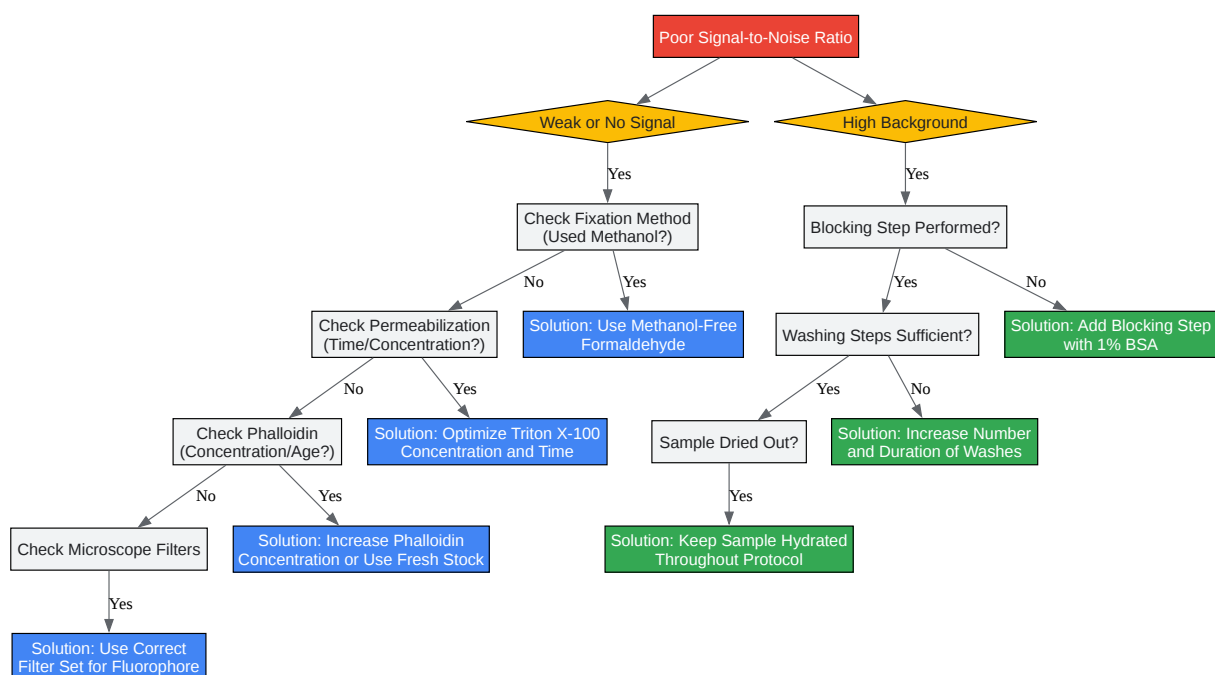 Poor Signal-to-Noise Ratio
Weak or No Signal
High Background
Yes
Yes
Check Fixation Method
(Used Methanol?)
Blocking Step Performed?
No
Yes
Yes
No
Check Permeabilization
(Time/Concentration?)
Solution: Use Methanol-Free
Formaldehyde
Washing Steps Sufficient?
Solution: Add Blocking Step
with 1% BSA
No
Yes
Yes
No
Check Phalloidin
(Concentration/Age?)
Solution: Optimize Triton X-100
Concentration and Time
Sample Dried Out?
Solution: Increase Number
and Duration of Washes
No
Yes
Yes
Check Microscope Filters
Solution: Increase Phalloidin
Concentration or Use Fresh Stock
Solution: Keep Sample Hydrated
Throughout Protocol
Yes
Solution: Use Correct
Filter Set for Fluorophore